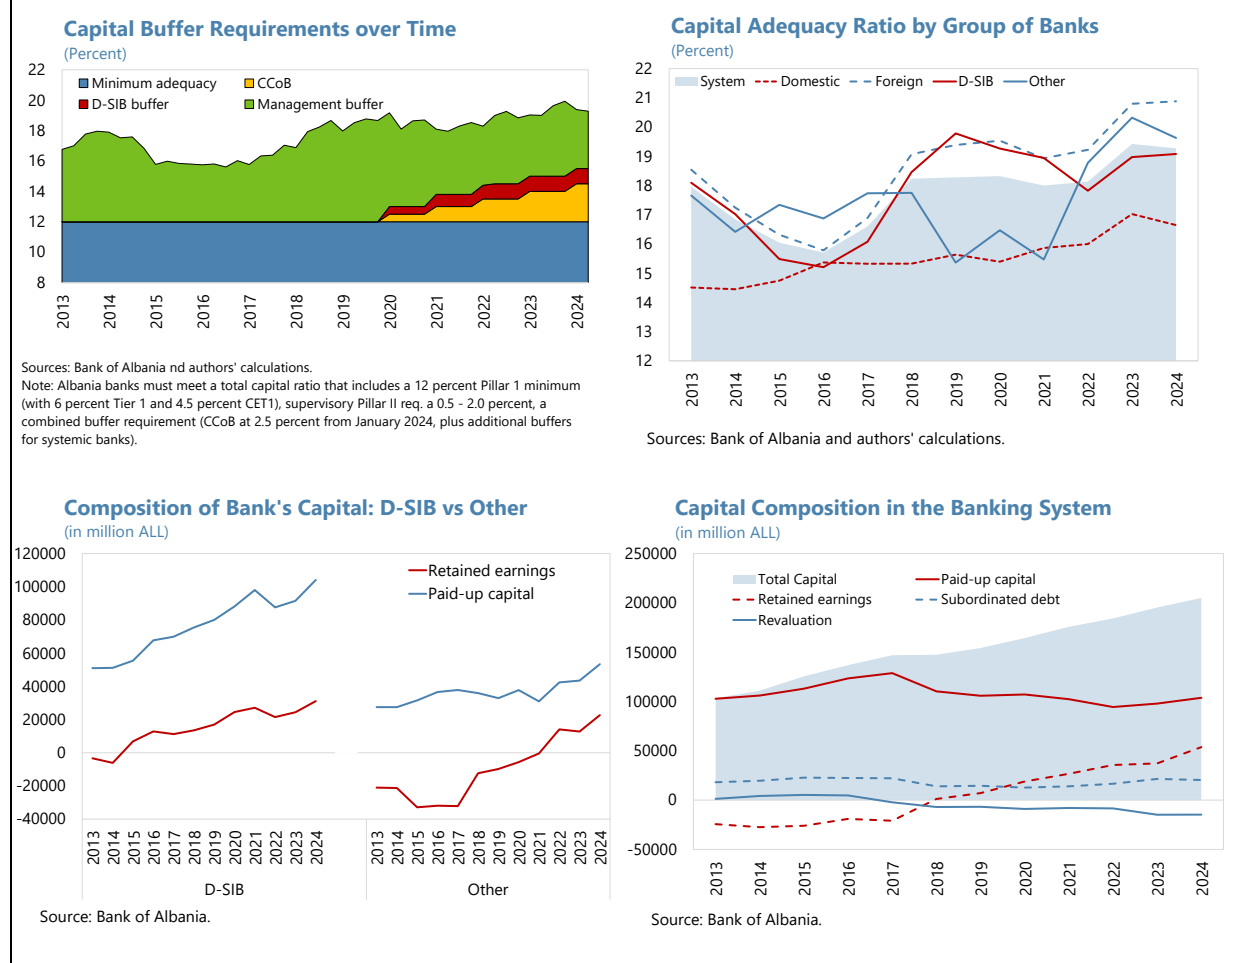 Capital Buffer Requirements over Time
(Percent)
22
20
18
16
14
12
10
8
Minimum adequacy
CCoB
D-SIB buffer
Management buffer
2013
2014
2015
2016
2017
2018
2019
2020
2021
2022
2023
2024
Sources: Bank of Albania nd authors' calculations.
Note: Albania banks must meet a total capital ratio that includes a 12 percent Pillar 1 minimum
(with 6 percent Tier 1 and 4.5 percent CET1), supervisory Pillar II req. a 0.5 - 2.0 percent, a
combined buffer requirement (CCoB at 2.5 percent from January 2024, plus additional buffers
for systemic banks).
Capital Adequacy Ratio by Group of Banks
(Percent)
22
21
20
19
18
17
16
15
14
13
12
System
Domestic
Foreign
D-SIB
Other
2013
2014
2015
2016
2017
2018
2019
2020
2021
2022
2023
2024
Sources: Bank of Albania and authors' calculations.
Composition of Bank's Capital: D-SIB vs Other
(in million ALL)
120000
100000
80000
60000
40000
20000
0
-20000
-40000
Retained earnings
Paid-up capital
2013
2014
2015
2016
2017
2018
2019
2020
2021
2022
2023
2024
2013
2014
2015
2016
2017
2018
2019
2020
2021
2022
2023
2024
D-SIB
Other
Source: Bank of Albania.
Capital Composition in the Banking System
(in million ALL)
250000
200000
150000
100000
50000
0
-50000
Total Capital
Paid-up capital
Retained earnings
Subordinated debt
Revaluation
2013
2014
2015
2016
2017
2018
2019
2020
2021
2022
2023
2024
Source: Bank of Albania.